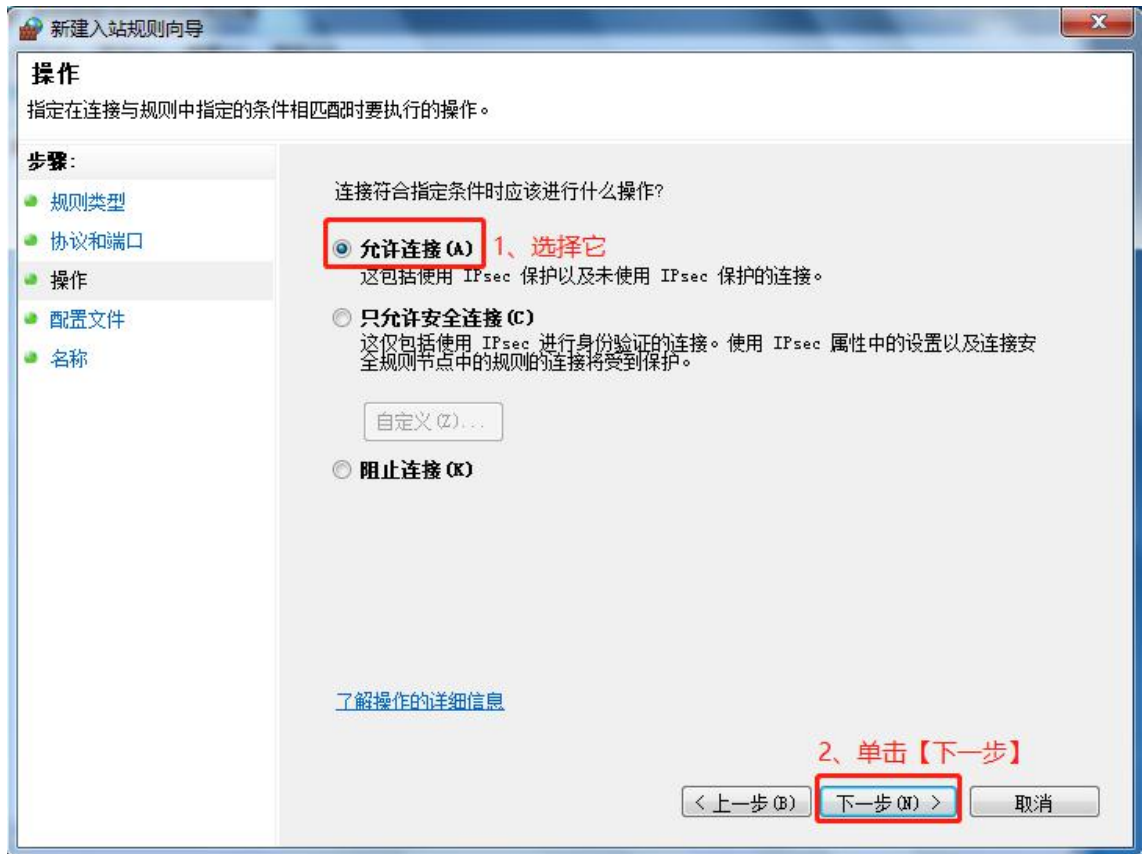 新建入站规则向导
操作
指定在连接与规则中指定的条件相匹配时要执行的操作。
步骤:
规则类型
协议和端口
操作
配置文件
名称
连接符合指定条件时应该进行什么操作?
允许连接(A) 1、选择它
这包括使用 IPsec 保护以及未使用 IPsec 保护的连接。
只允许安全连接(C)
这仅包括使用 IPsec 进行身份验证的连接。使用 IPsec 属性中的设置以及连接安
全规则节点中的规则的连接将受到保护。
自定义(Z)...
阻止连接(K)
了解操作的详细信息
2、单击【下一步】
< 上一步(B) 下一步(N) > 取消